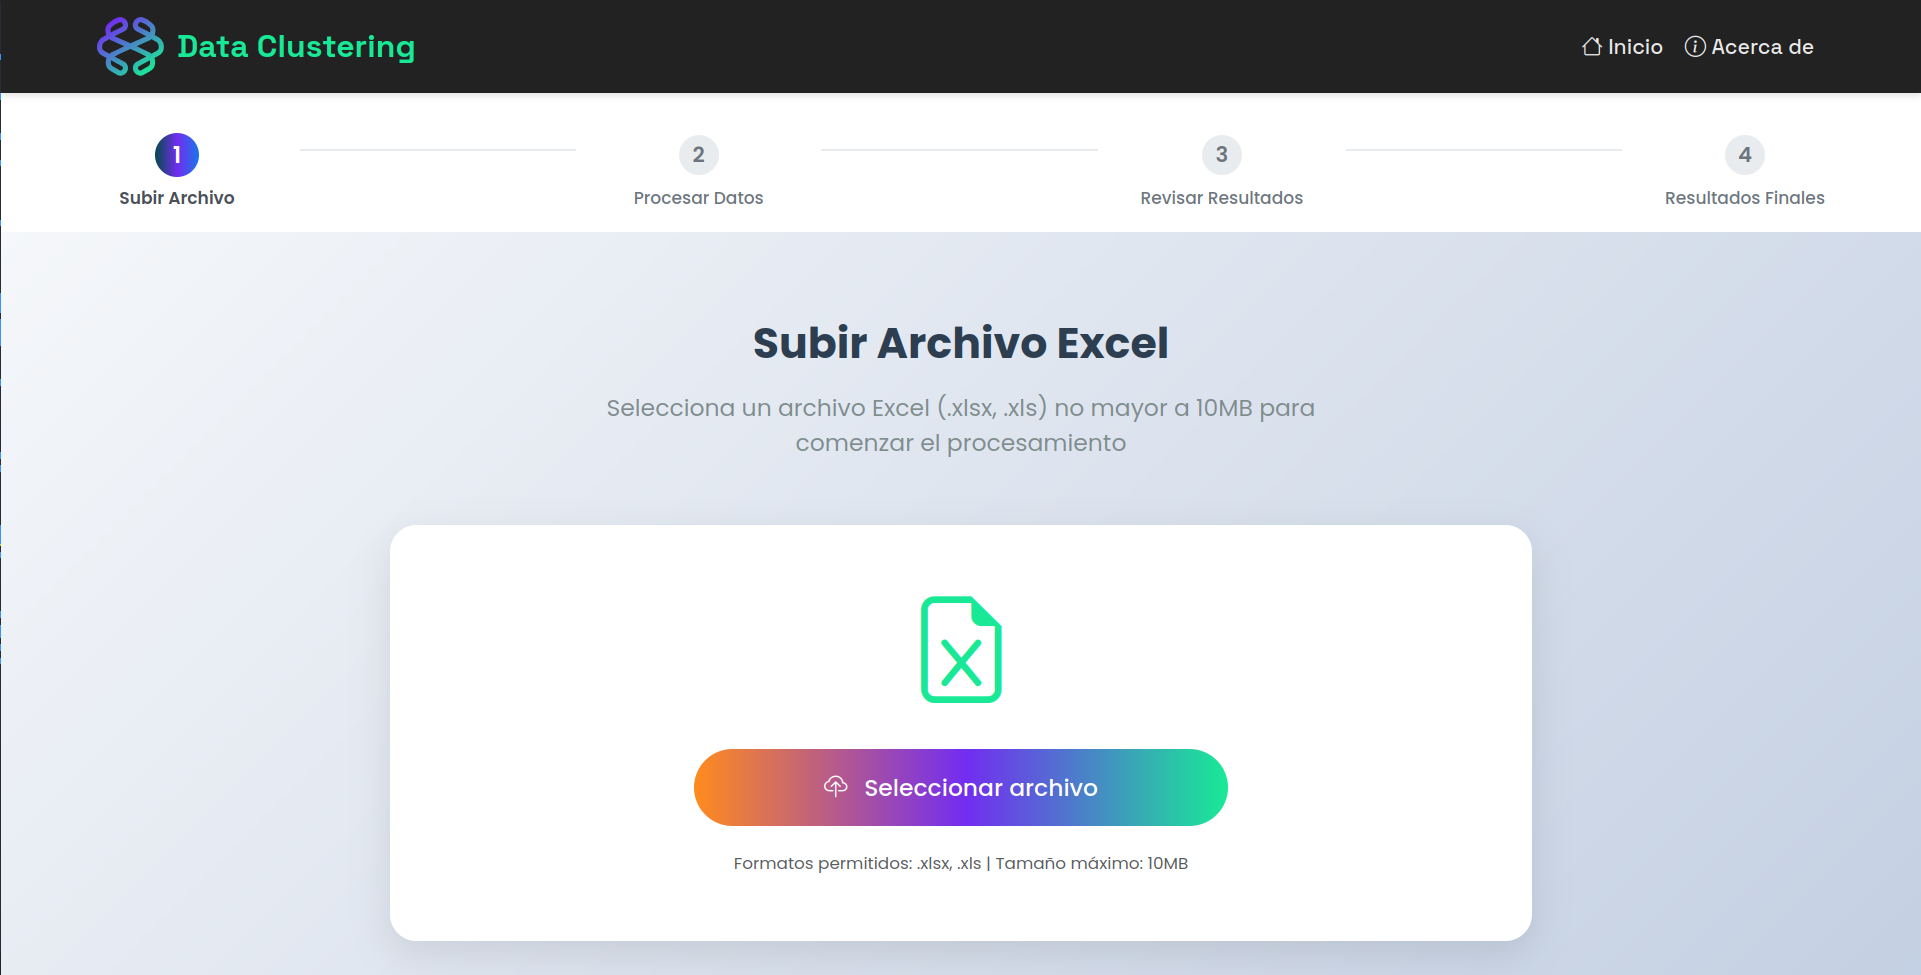 Data Clustering
Inicio
Acerca de
1
2
3
4
Subir Archivo
Procesar Datos
Revisar Resultados
Resultados Finales
Subir Archivo Excel
Selecciona un archivo Excel (.xlsx, .xls) no mayor a 10MB para
comenzar el procesamiento
X
Seleccionar archivo
Formatos permitidos: .xlsx, .xls | Tamaño máximo: 10MB